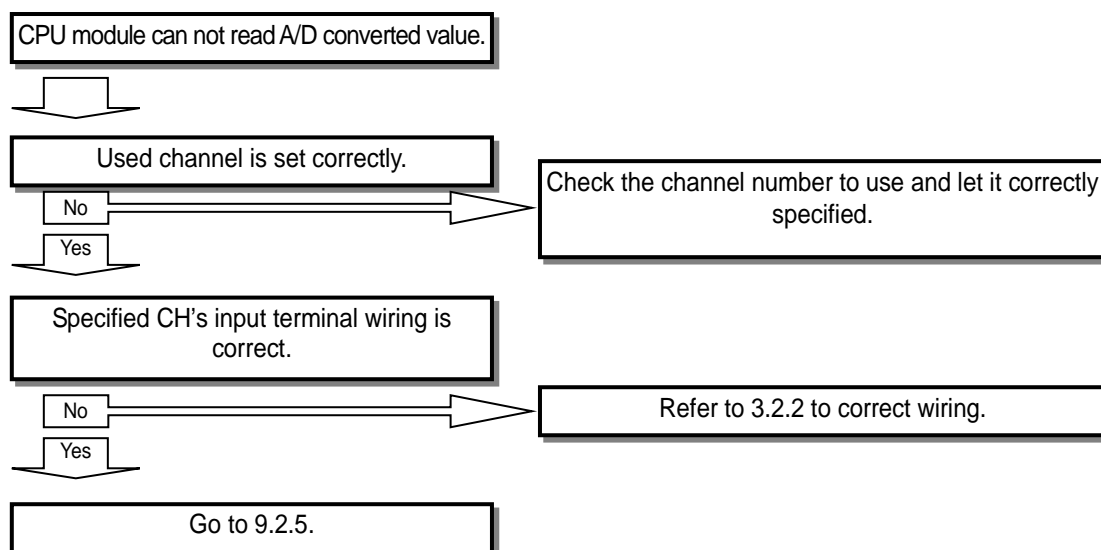 CPU module can not read A/D converted value.
Used channel is set correctly.
No
Check the channel number to use and let it correctly
specified.
Yes
Specified CH's input terminal wiring is
correct.
No
Refer to 3.2.2 to correct wiring.
Yes
Go to 9.2.5.